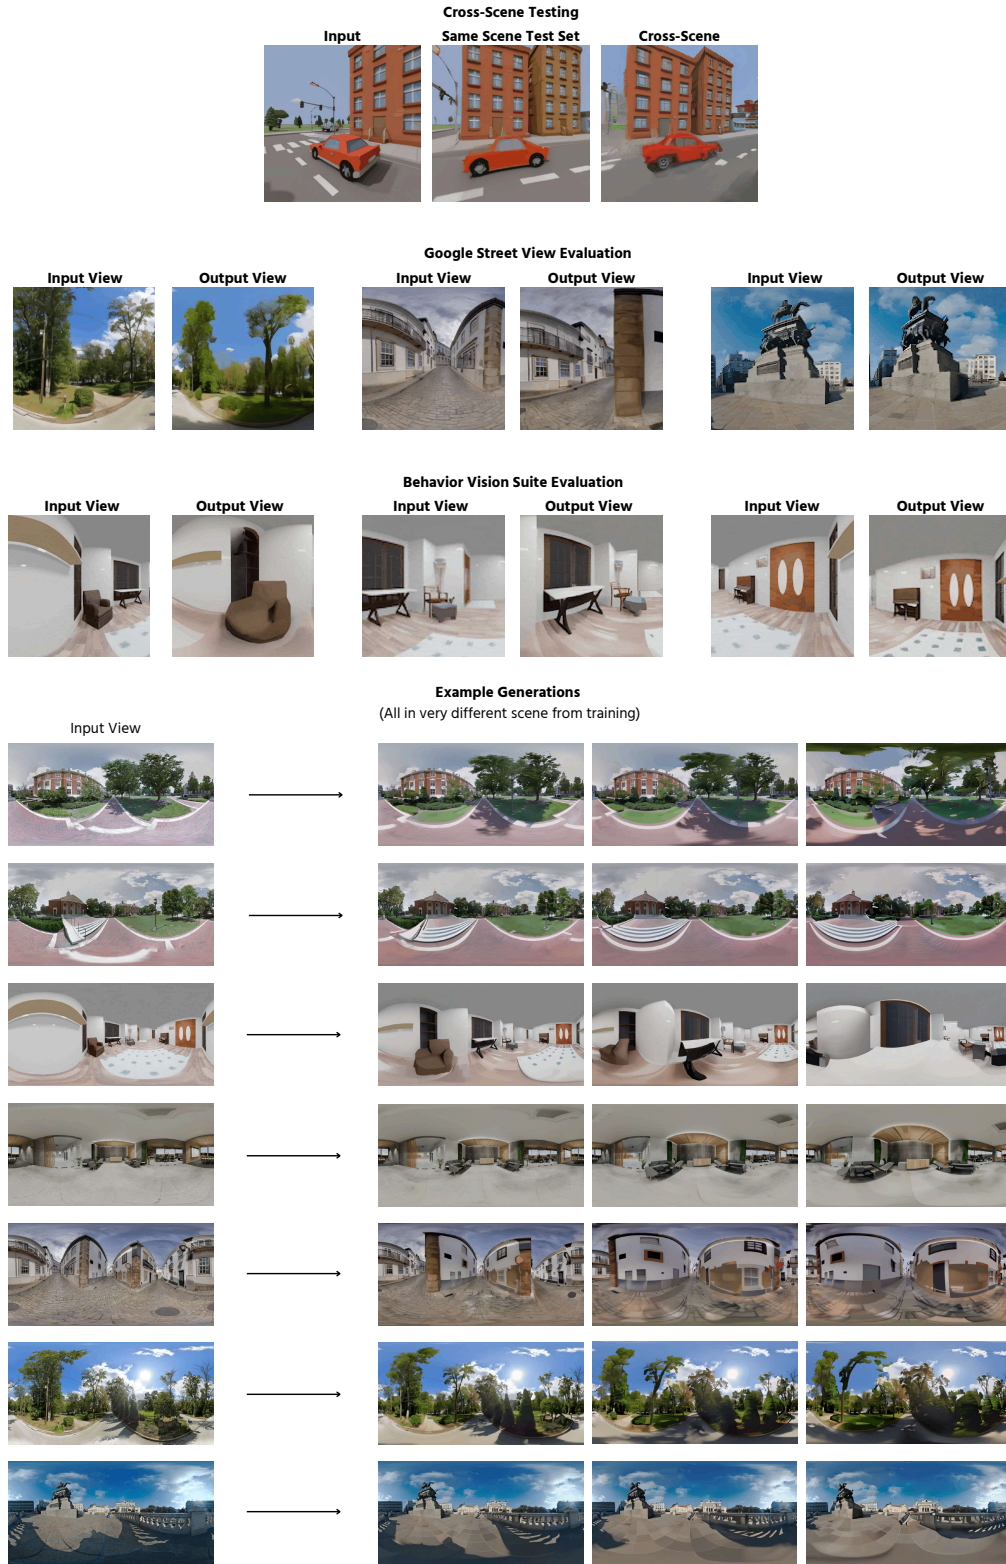 Cross-Scene Testing
Input
Same Scene Test Set
Cross-Scene
Google Street View Evaluation
Input View
Output View
Input View
Output View
Input View
Output View
Behavior Vision Suite Evaluation
Input View
Output View
Input View
Output View
Input View
Output View
Example Generations
(All in very different scene from training)
Input View